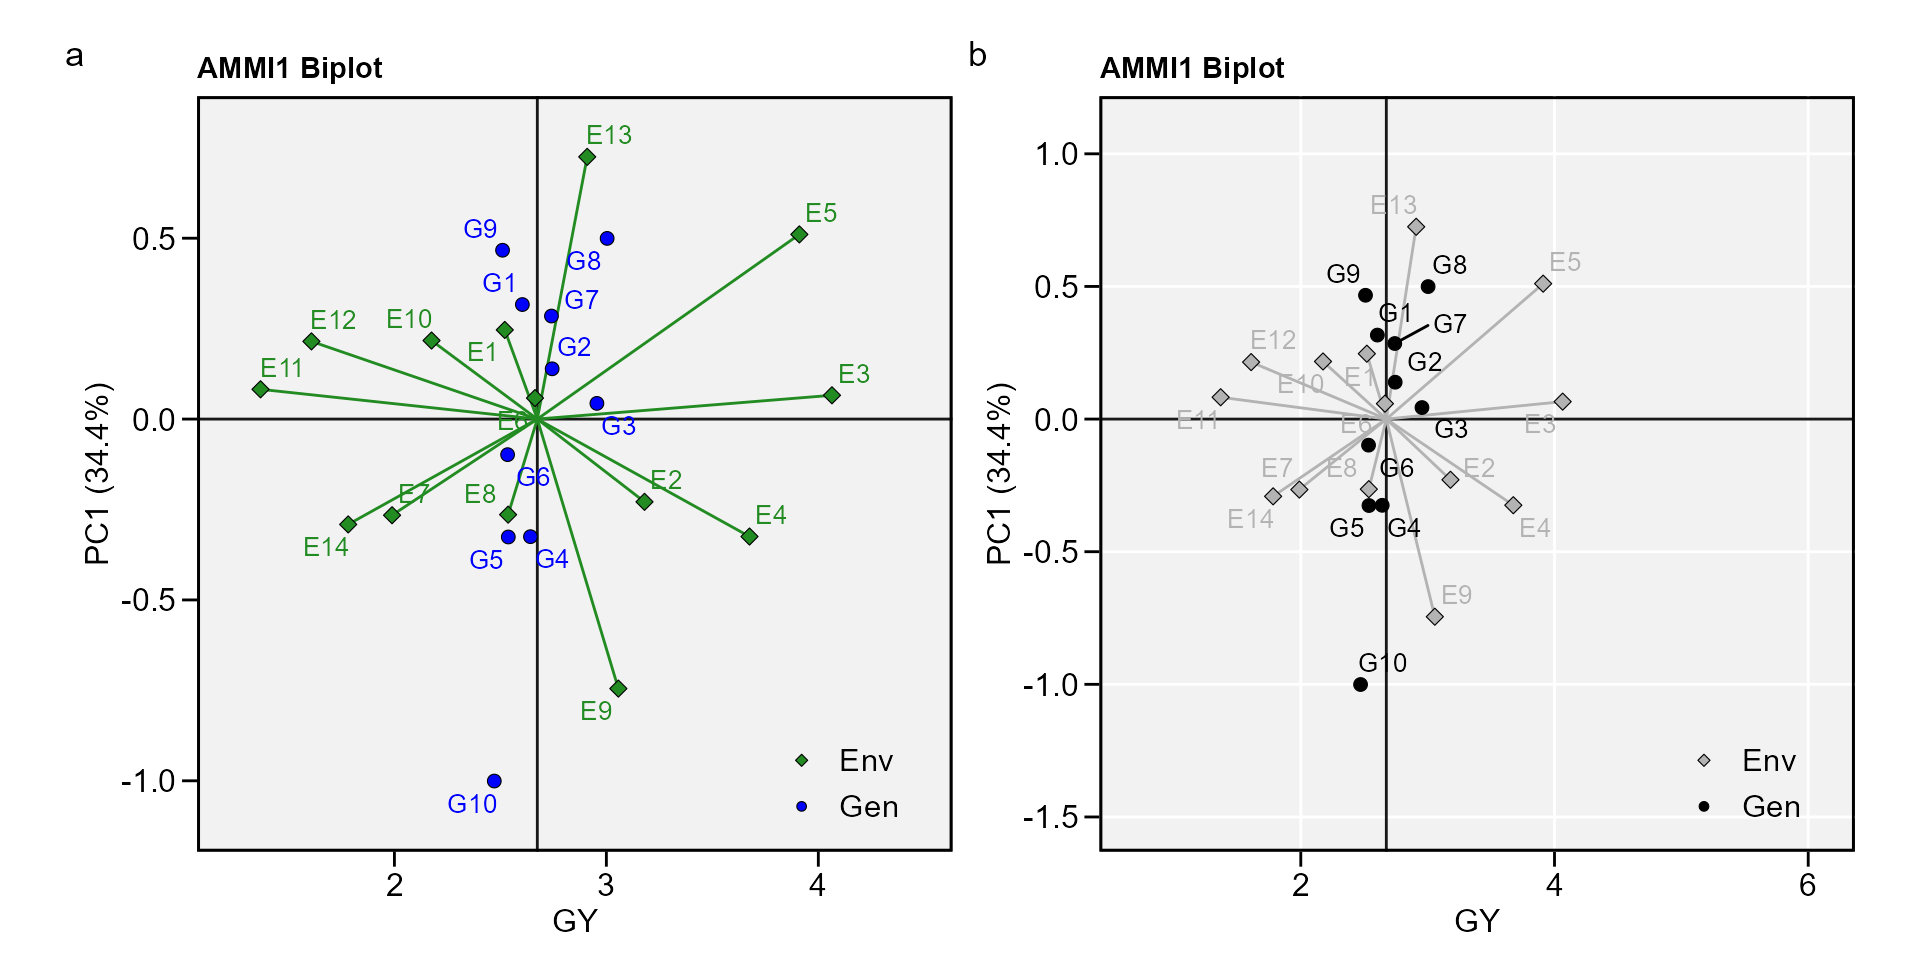 a
AMMI1 Biplot
E13
E5
G9
G8
G1
G7
E12
E10
G2
E1
E11
E3
E6
G3
G6
E2
E7
E8
E4
E14
G5
G4
E9
G10
Env
Gen
0.5
0.0
-0.5
-1.0
PC1 (34.4%)
2
3
4
GY
b
AMMI1 Biplot
E13
G8
E5
G9
G1
G7
E12
G2
E1
E10
E11
E6
G3
E3
E7
E8
G6
E2
E14
G5
G4
E4
E9
G10
Env
Gen
1.0
0.5
0.0
-0.5
-1.0
-1.5
PC1 (34.4%)
2
4
6
GY